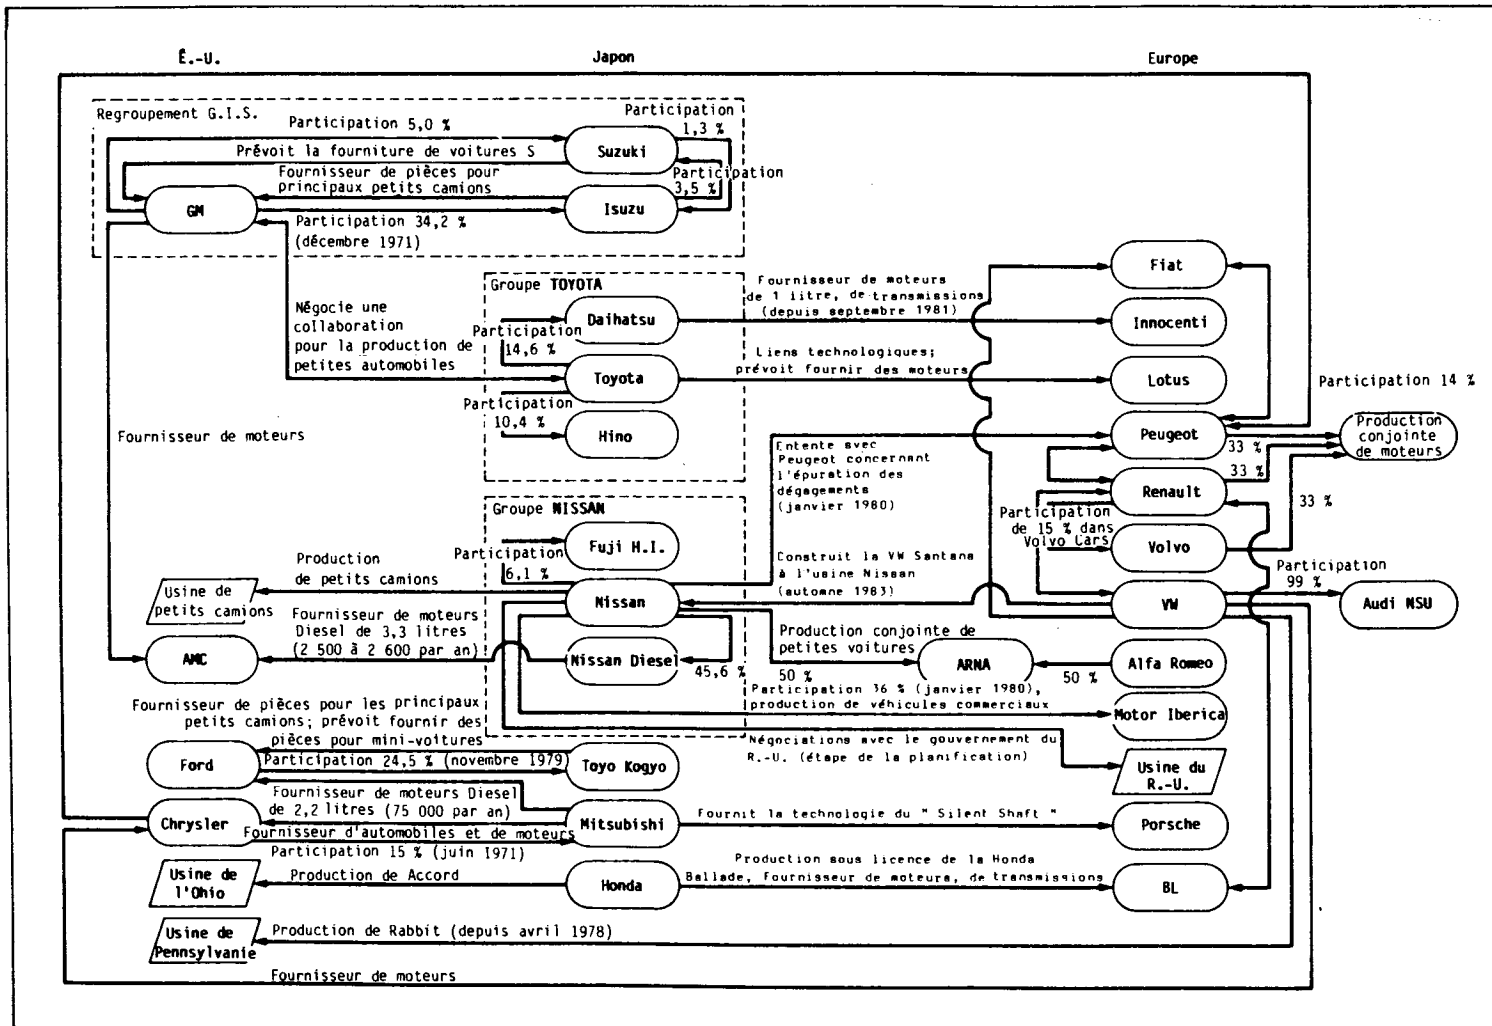 É.-U.
Japon
Europe
Regroupement G.I.S.
Participation 5,0 %
Participation
1,3 %
Suzuki
Prévoit la fourniture de voitures S
Fournisseur de pièces pour
principaux petits camions
Participation
3,5 %
GM
Isuzu
Participation 34,2 %
(décembre 1971)
Fiat
Groupe TOYOTA
Fournisseur de moteurs
de 1 litre, de transmissions
(depuis septembre 1981)
Négocie une
collaboration
pour la production de
petites automobiles
Daihatsu
Innocenti
Participation
14,6 %
Liens technologiques;
prévoit fournir des moteurs
Toyota
Lotus
Participation 14 %
Participation
10,4 %
Hino
Fournisseur de moteurs
Peugeot
Production
conjointe
de moteurs
33 %
33 %
33 %
Entente avec
Peugeot concernant
l'épuration des
dégagements
(janvier 1980)
Renault
Groupe NISSAN
Participation
de 15 % dans
Volvo Cars
Fuji H.I.
Volvo
Participation
6,1 %
Production
de petits camions
Construit la VW Santana
à l'usine Nissan
(automne 1983)
Participation
99 %
Usine de
petits camions
Nissan
VW
Audi NSU
Fournisseur de moteurs
Diesel de 3,3 litres
(2 500 à 2 600 par an)
Production conjointe de
petites voitures
AMC
Nissan Diesel
45,6 %
50 %
ARNA
50 %
Alfa Romeo
Participation 36 % (janvier 1980),
production de véhicules commerciaux
Motor Iberica
Fournisseur de pièces pour les principaux
petits camions; prévoit fournir des
pièces pour mini-voitures
Négociations avec le gouvernement du
R.-U. (étape de la planification)
Ford
Participation 24,5 % (novembre 1979)
Toyo Kogyo
Usine du
R.-U.
Fournisseur de moteurs Diesel
de 2,2 litres (75 000 par an)
Chrysler
Mitsubishi
Fournit la technologie du " Silent Shaft "
Porsche
Fournisseur d'automobiles et de moteurs
Participation 15 % (juin 1971)
Production sous licence de la Honda
Ballade, Fournisseur de moteurs, de transmissions
Usine de
l'Ohio
Production de Accord
Honda
BL
Usine de
Pennsylvanie
Production de Rabbit (depuis avril 1978)
Fournisseur de moteurs